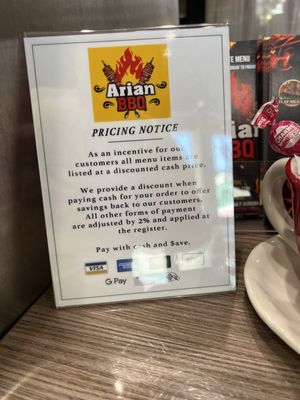 Arian
BBQ
PRICING NOTICE
As an incentive for our
customers all menu items are
listed at a discounted cash price.
We provide a discount when
paying cash for your order to offer
savings back to our customers.
All other forms of payment
are adjusted by 2% and applied at
the register.
Pay with cash and Save.
VISA
G Pay
E MENU
Arian
BBQ